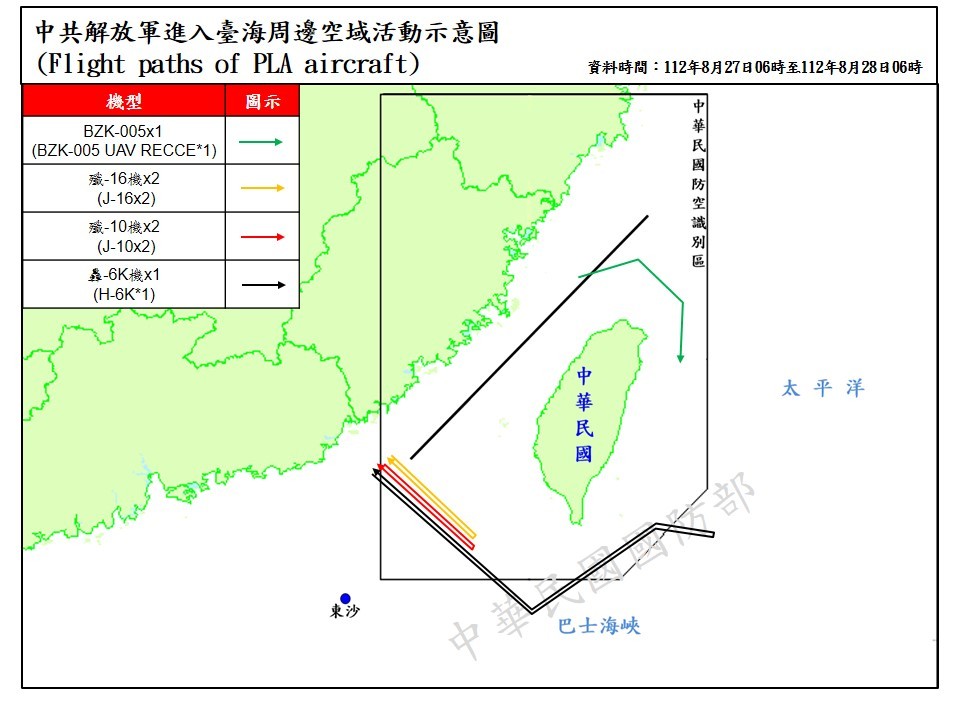 中共解放軍進入臺海周邊空域活動示意圖
(Flight paths of PLA aircraft)
資料時間：112年8月27日06時至112年8月28日06時
機型
圖示
BZK-005x1
(BZK-005 UAV RECCE*1)
殲-16機x2
(J-16x2)
殲-10機x2
(J-10x2)
轟-6K機x1
(H-6K*1)
中華民國防空識別區
中華民國
太平洋
東沙
巴士海峽
中華民國國防部